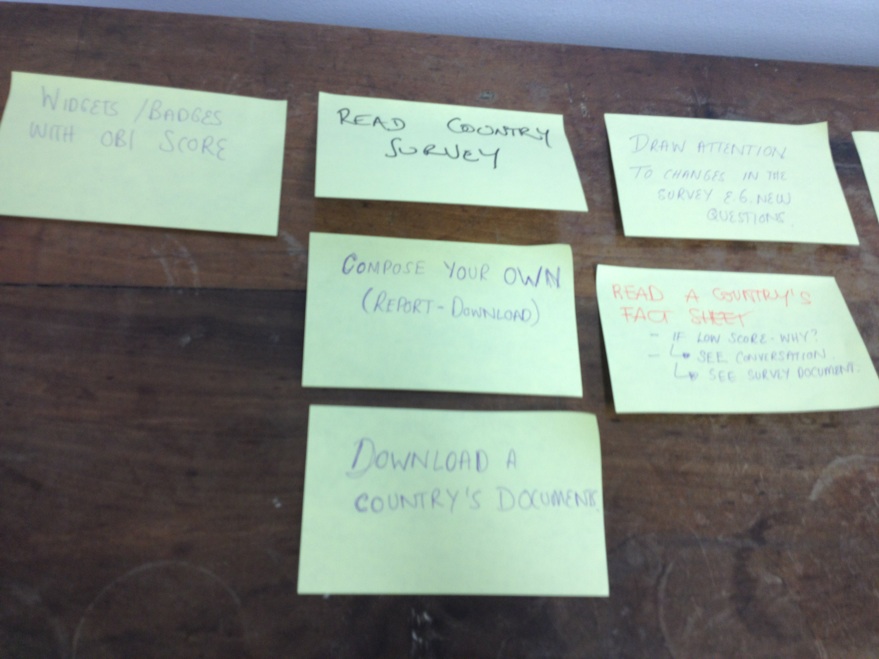 WIDGETS / BADGES
WITH OBI SCORE
READ COUNTRY
SURVEY
COMPOSE YOUR OWN
(REPORT - DOWNLOAD)
DOWNLOAD A
COUNTRY'S DOCUMENTS
DRAW ATTENTION
TO CHANGES IN THE
SURVEY & 6 NEW
QUESTIONS
READ A COUNTRY'S
FACT SHEET
- IF LOW SCORE - WHY?
- ↳ SEE CONVERSATION
↳ SEE SURVEY DOCUMENT.